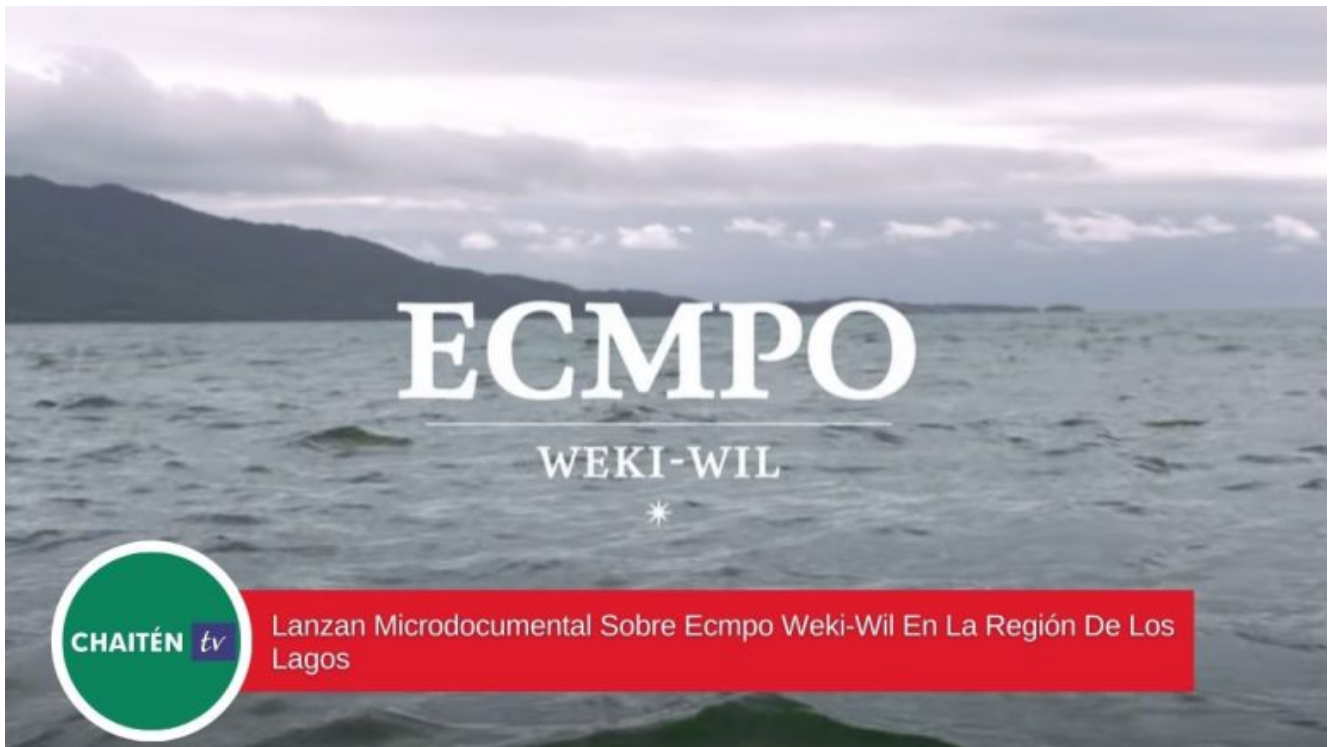 ECMPO
WEKI-WIL
CHAITÉN tv
Lanzan Microdocumental Sobre Ecmpo Weki-Wil En La Región De Los
Lagos